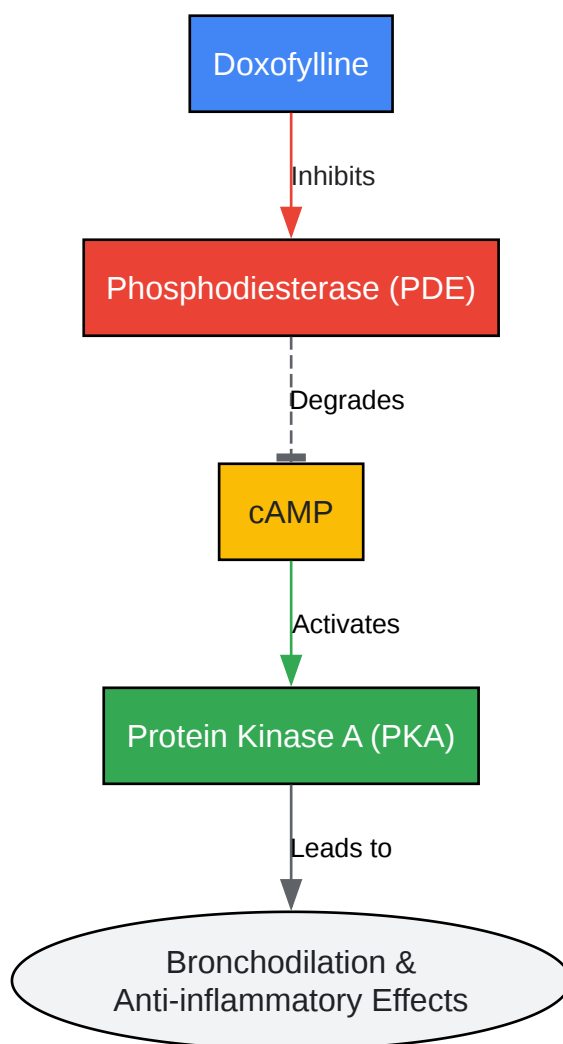 Doxofylline
Inhibits
Phosphodiesterase (PDE)
Degrades
cAMP
Activates
Protein Kinase A (PKA)
Leads to
Bronchodilation &
Anti-inflammatory Effects